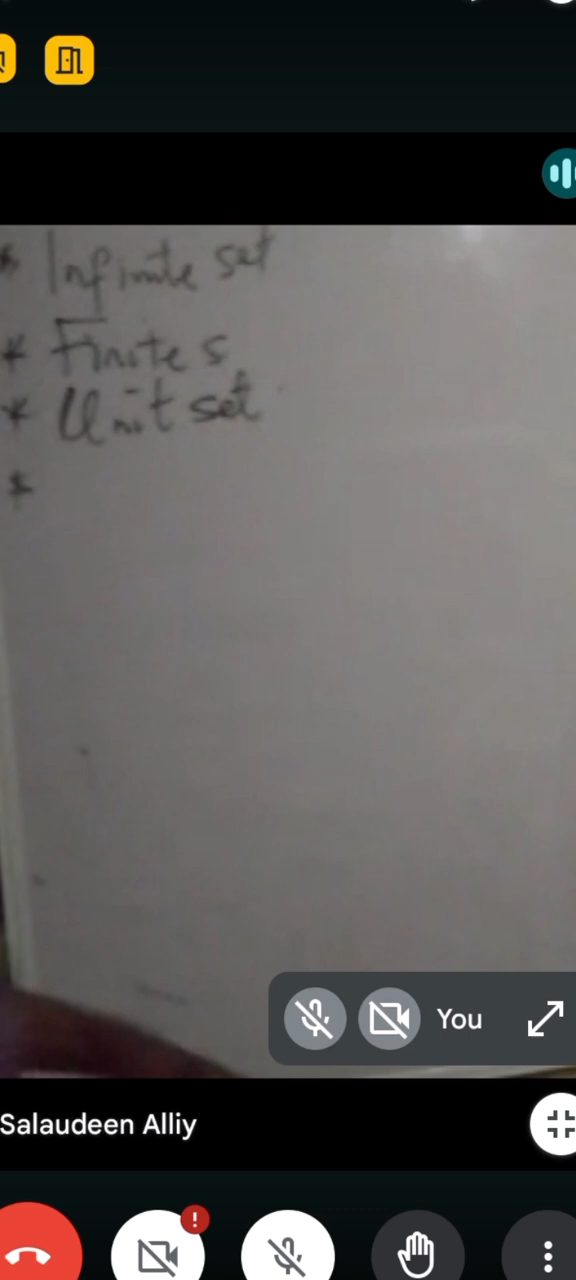 * Infinite set
* Finite s
* Unit set
*
You
Salaudeen Alliy